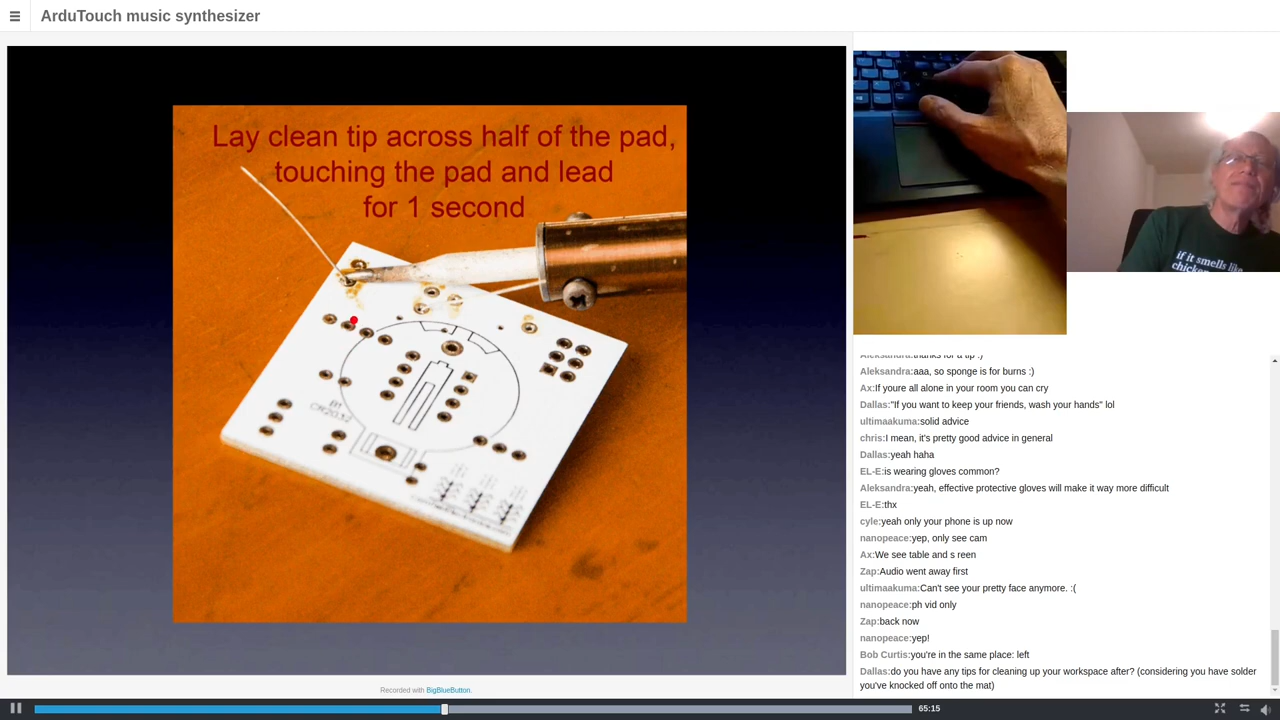 ArduTouch music synthesizer
Lay clean tip across half of the pad,
touching the pad and lead
for 1 second
B1
CR2032
if it smells like
chicken
Aleksandra:thanks for a tip :)
Aleksandra:aaa, so sponge is for burns :)
Ax:If youre all alone in your room you can cry
Dallas:"If you want to keep your friends, wash your hands" lol
ultimaakuma:solid advice
chris:I mean, it's pretty good advice in general
Dallas:yeah haha
EL-E:is wearing gloves common?
Aleksandra:yeah, effective protective gloves will make it way more difficult
EL-E:thx
cyle:yeah only your phone is up now
nanopeace:yep, only see cam
Ax:We see table and s reen
Zap:Audio went away first
ultimaakuma:Can't see your pretty face anymore. :(
nanopeace:ph vid only
Zap:back now
nanopeace:yep!
Bob Curtis:you're in the same place: left
Dallas:do you have any tips for cleaning up your workspace after? (considering you have solder
you've knocked off onto the mat)
Recorded with BigBlueButton.
65:15